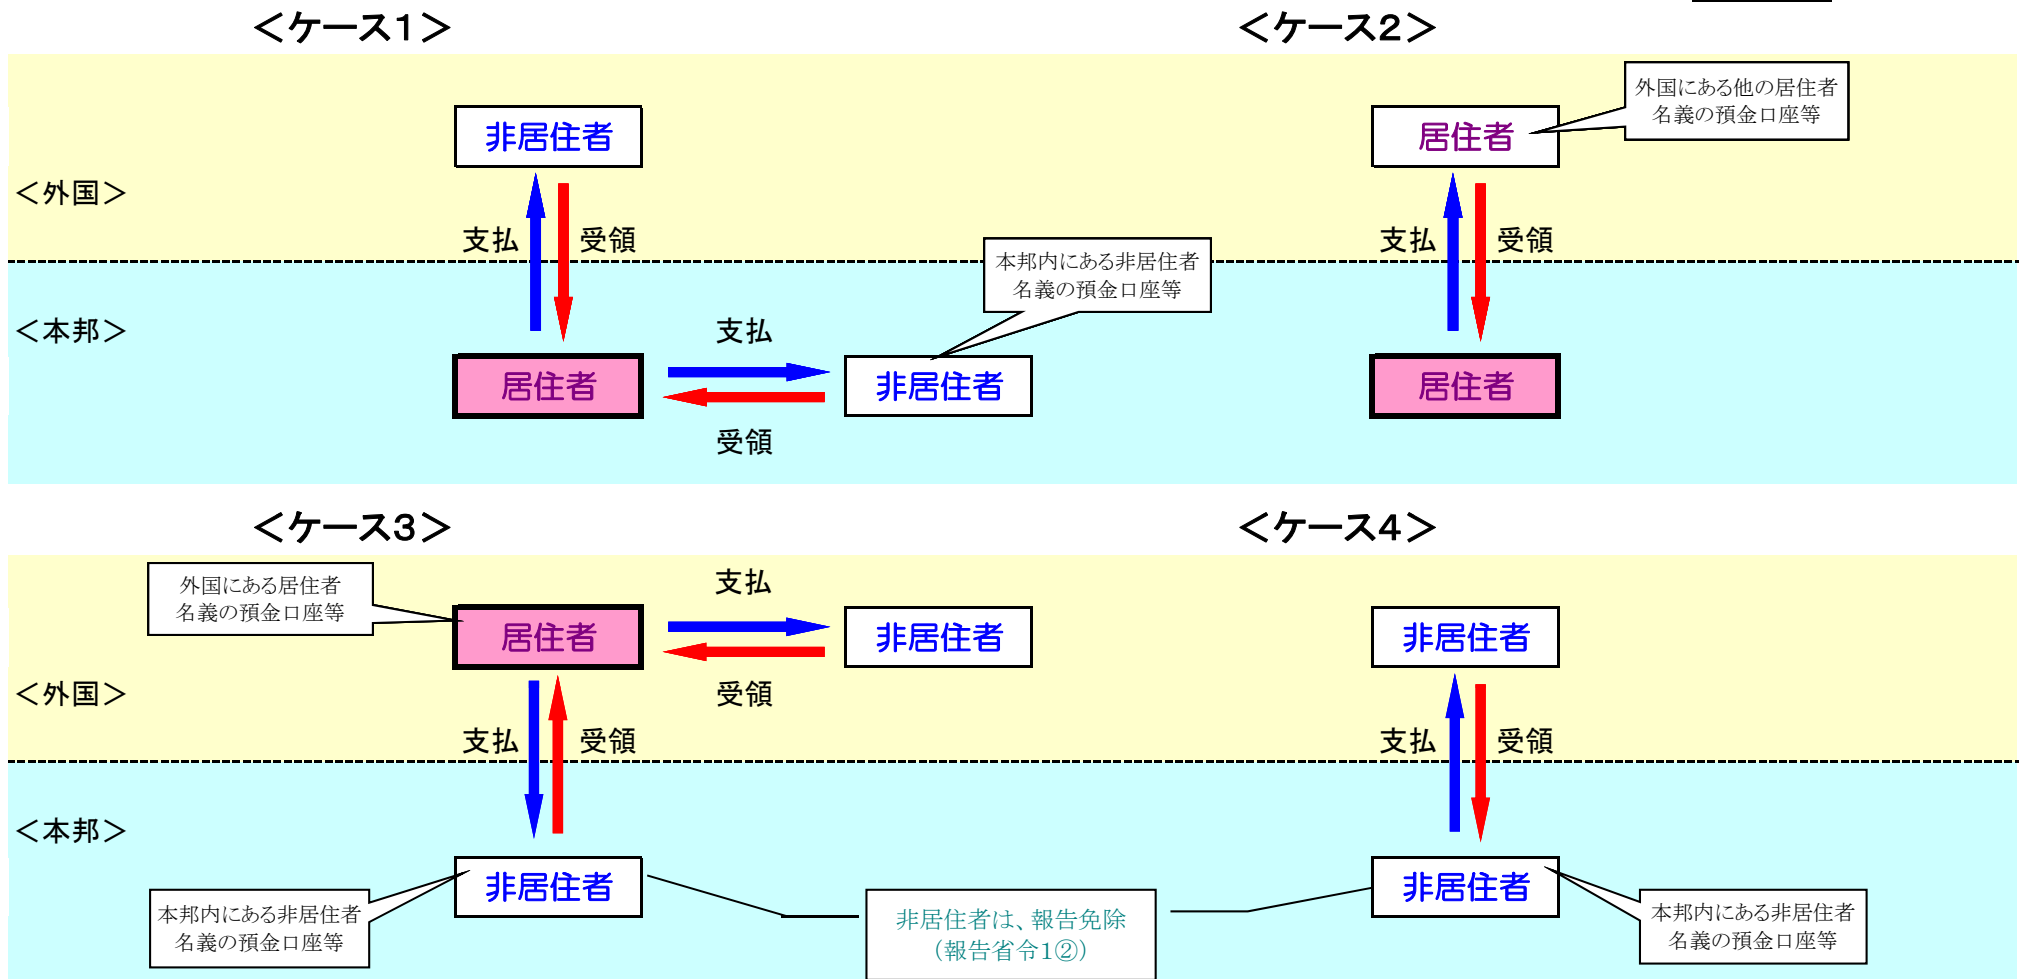 ＜ケース１＞
＜外国＞
非居住者
支払
受領
＜本邦＞
居住者
支払
受領
本邦内にある非居住者
名義の預金口座等
非居住者
＜ケース２＞
外国にある他の居住者
名義の預金口座等
居住者
支払
受領
居住者
＜ケース３＞
外国にある居住者
名義の預金口座等
居住者
支払
受領
非居住者
＜外国＞
支払
受領
＜本邦＞
非居住者
本邦内にある非居住者
名義の預金口座等
非居住者は、報告免除
（報告省令１②）
＜ケース４＞
非居住者
支払
受領
非居住者
本邦内にある非居住者
名義の預金口座等